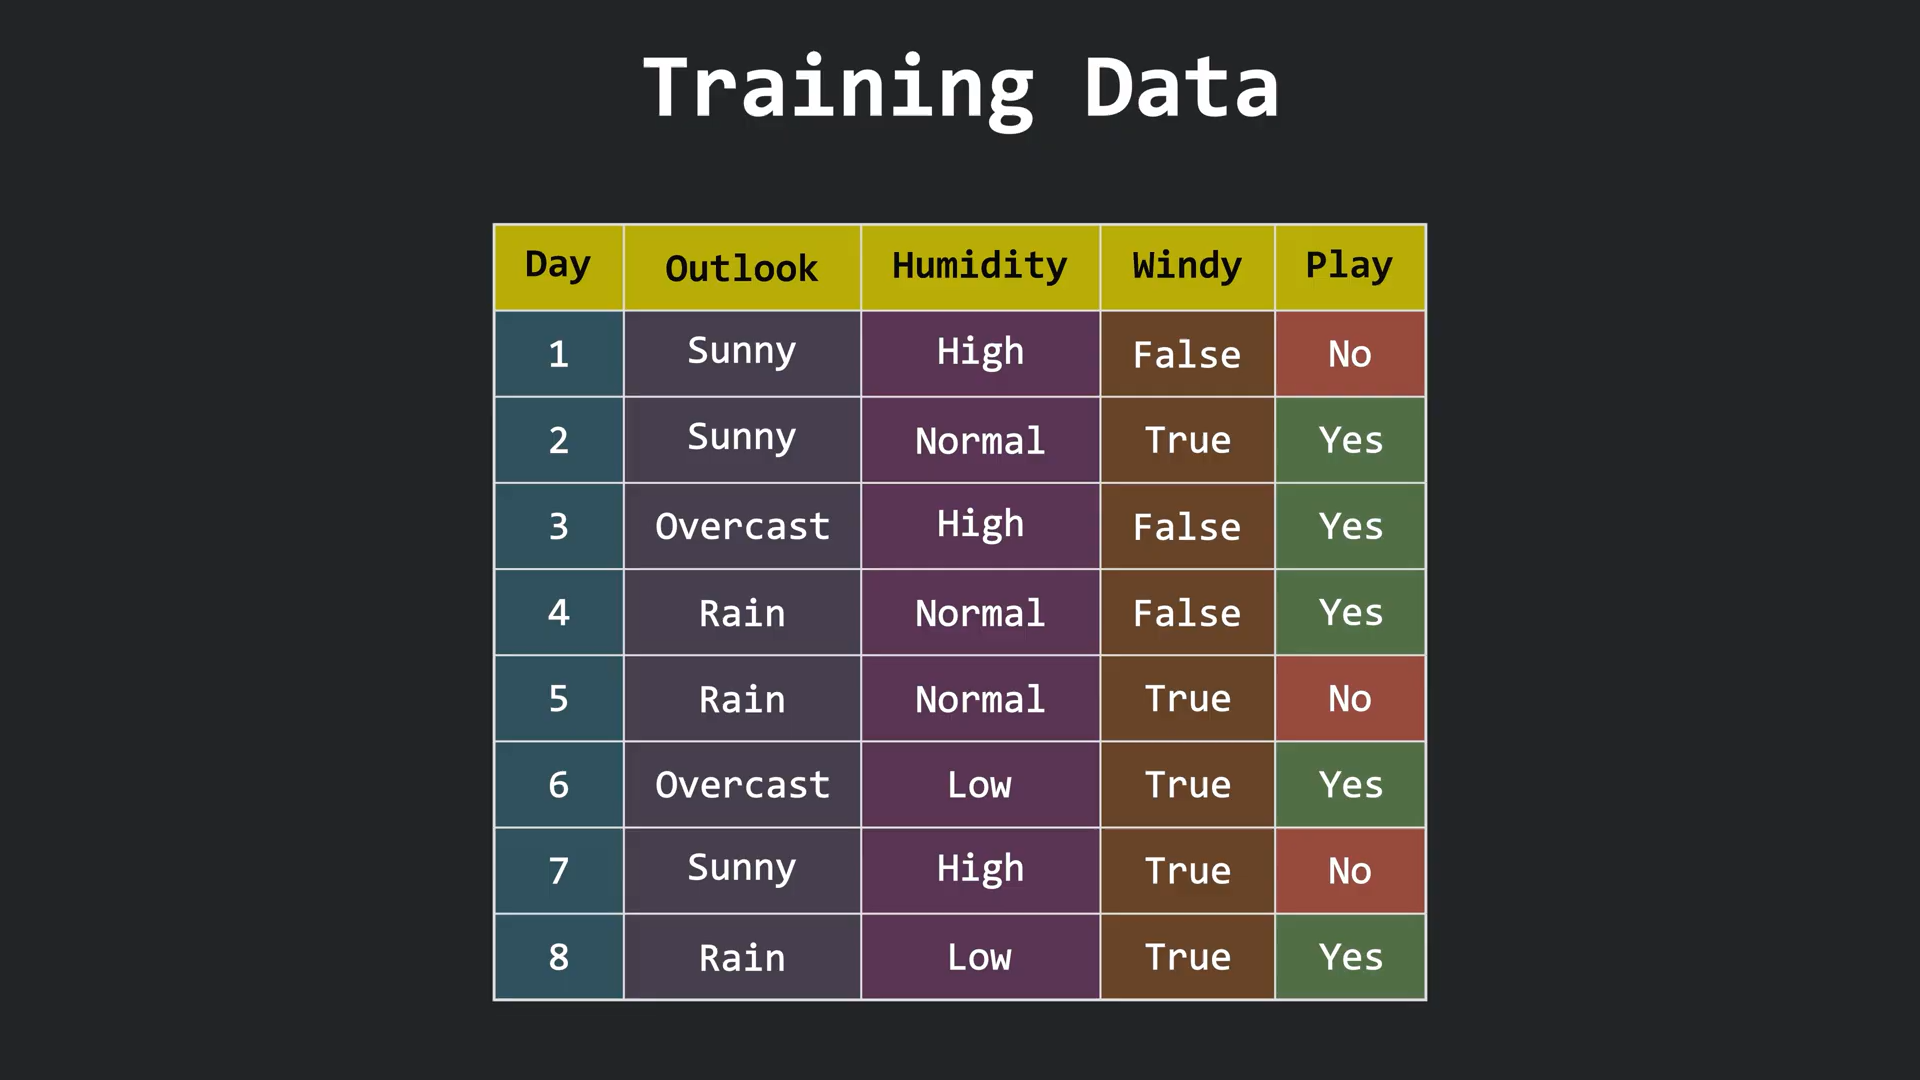 Training Data
Day Outlook Humidity Windy Play
1 Sunny High False No
2 Sunny Normal True Yes
3 Overcast High False Yes
4 Rain Normal False Yes
5 Rain Normal True No
6 Overcast Low True Yes
7 Sunny High True No
8 Rain Low True Yes